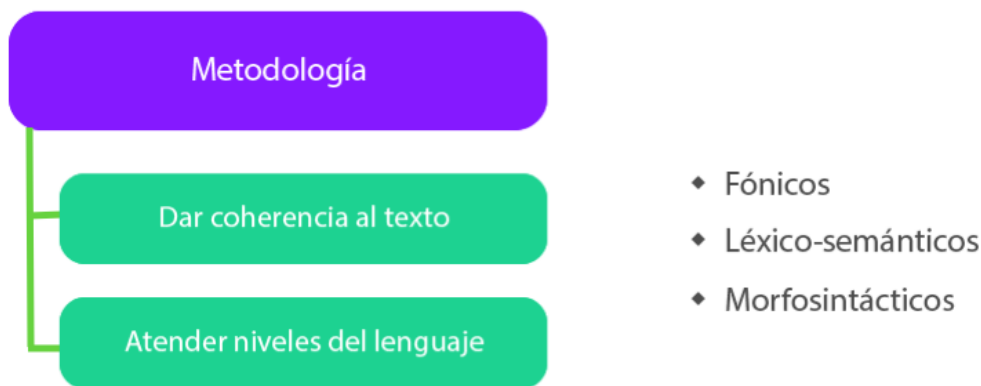 Metodología
Dar coherencia al texto
Atender niveles del lenguaje
◆ Fónicos
◆ Léxico-semánticos
◆ Morfosintácticos